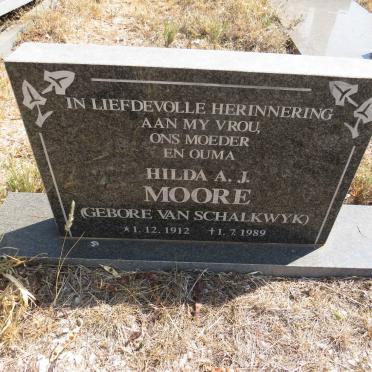 IN LIEFDEVOLLE HERINNERING
AAN MY VROU,
ONS MOEDER
EN OUMA
HILDA A. J.
MOORE
(GEBORE VAN SCHALKWYK)
*1. 12. 1912 †1. 7. 1989